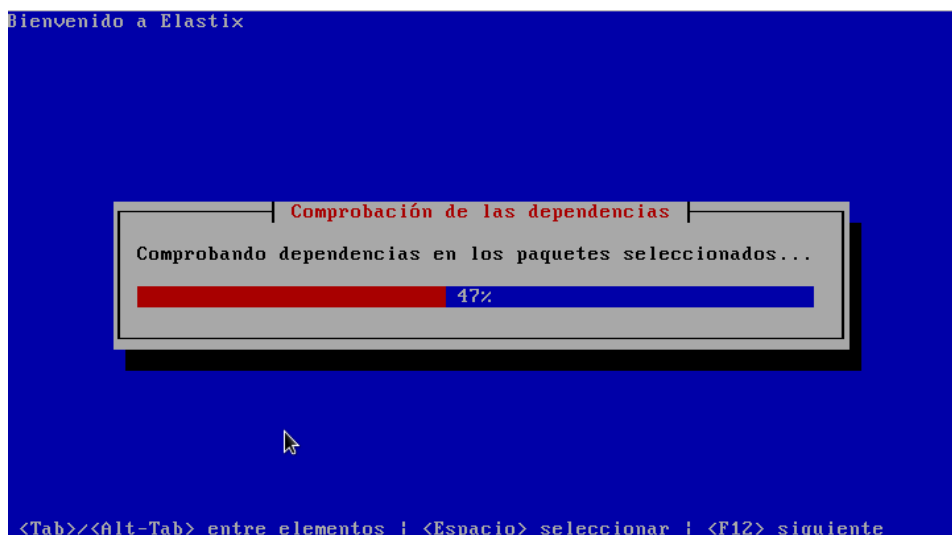 Bienvenido a Elastix
Comprobación de las dependencias
Comprobando dependencias en los paquetes seleccionados...
47%
<Tab>/<Alt-Tab> entre elementos ¦ <Espacio> seleccionar ¦ <F12> siguiente